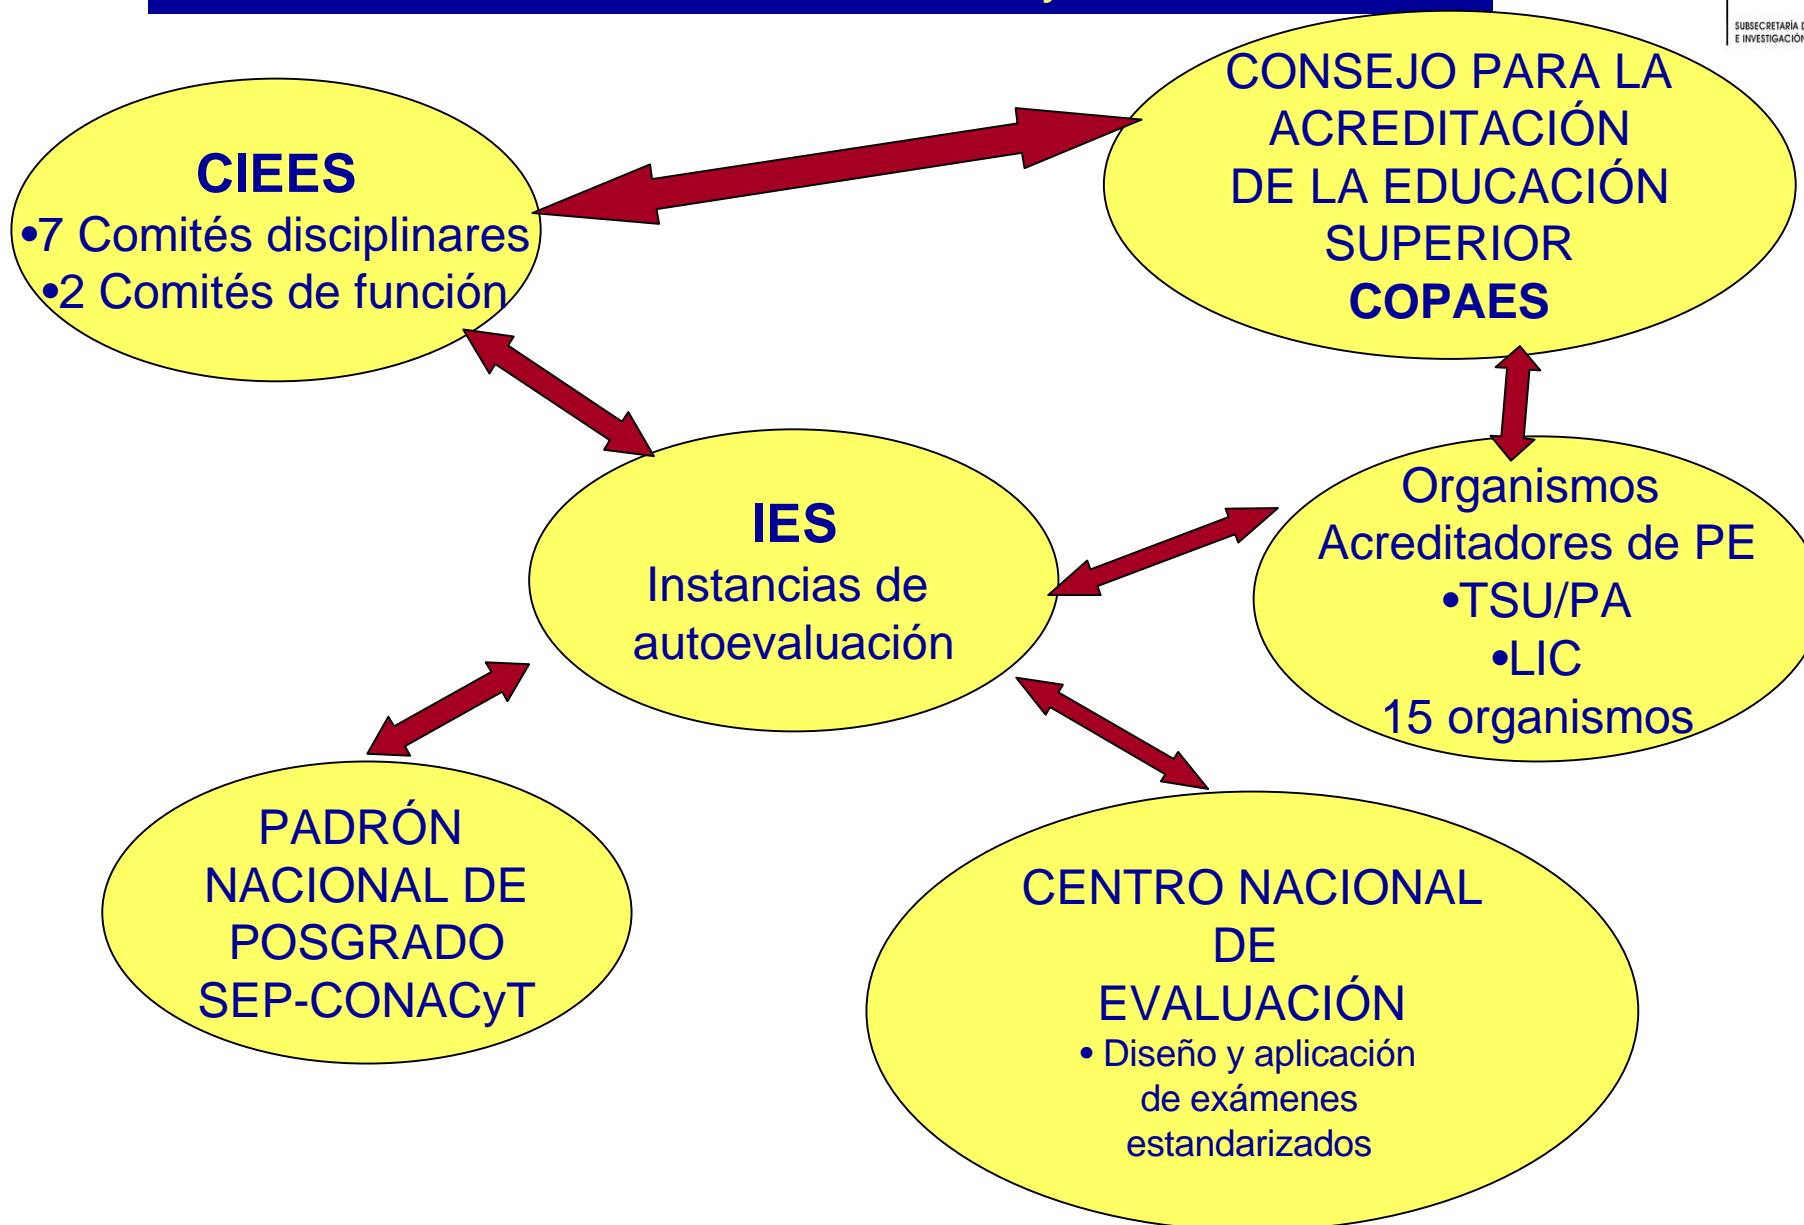 SUBSECRETARÍA
E INVESTIGACIÓN
CONSEJO PARA LA
ACREDITACIÓN
DE LA EDUCACIÓN
SUPERIOR
COPAES
CIEES
•7 Comités disciplinares
•2 Comités de función
IES
Instancias de
autoevaluación
Organismos
Acreditadores de PE
•TSU/PA
•LIC
15 organismos
PADRÓN
NACIONAL DE
POSGRADO
SEP-CONACyT
CENTRO NACIONAL
DE
EVALUACIÓN
• Diseño y aplicación
de exámenes
estandarizados